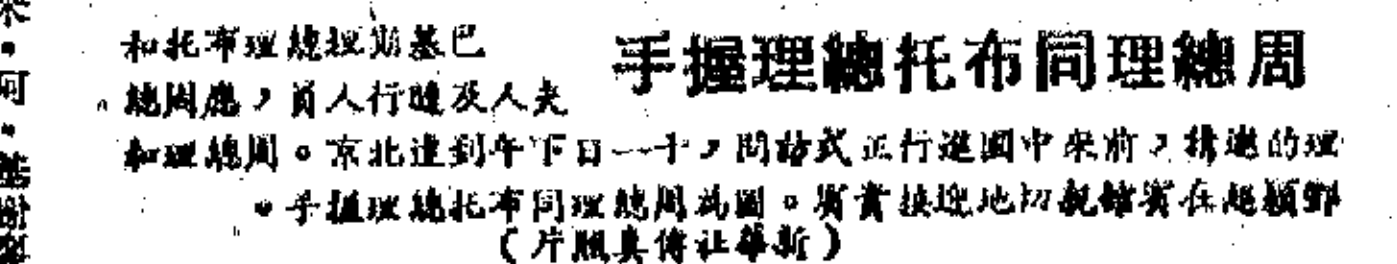 周總理同布托總理握手
巴基斯坦總理布托和
夫人及隨行人員,應周總
理的邀請,前來中國進行正式訪問,十一日下午到達北京。周總理和
鄧穎超在賓館親切地迎接貴賓。圖為周總理同布托總理握手。
(新華社傳真照片)